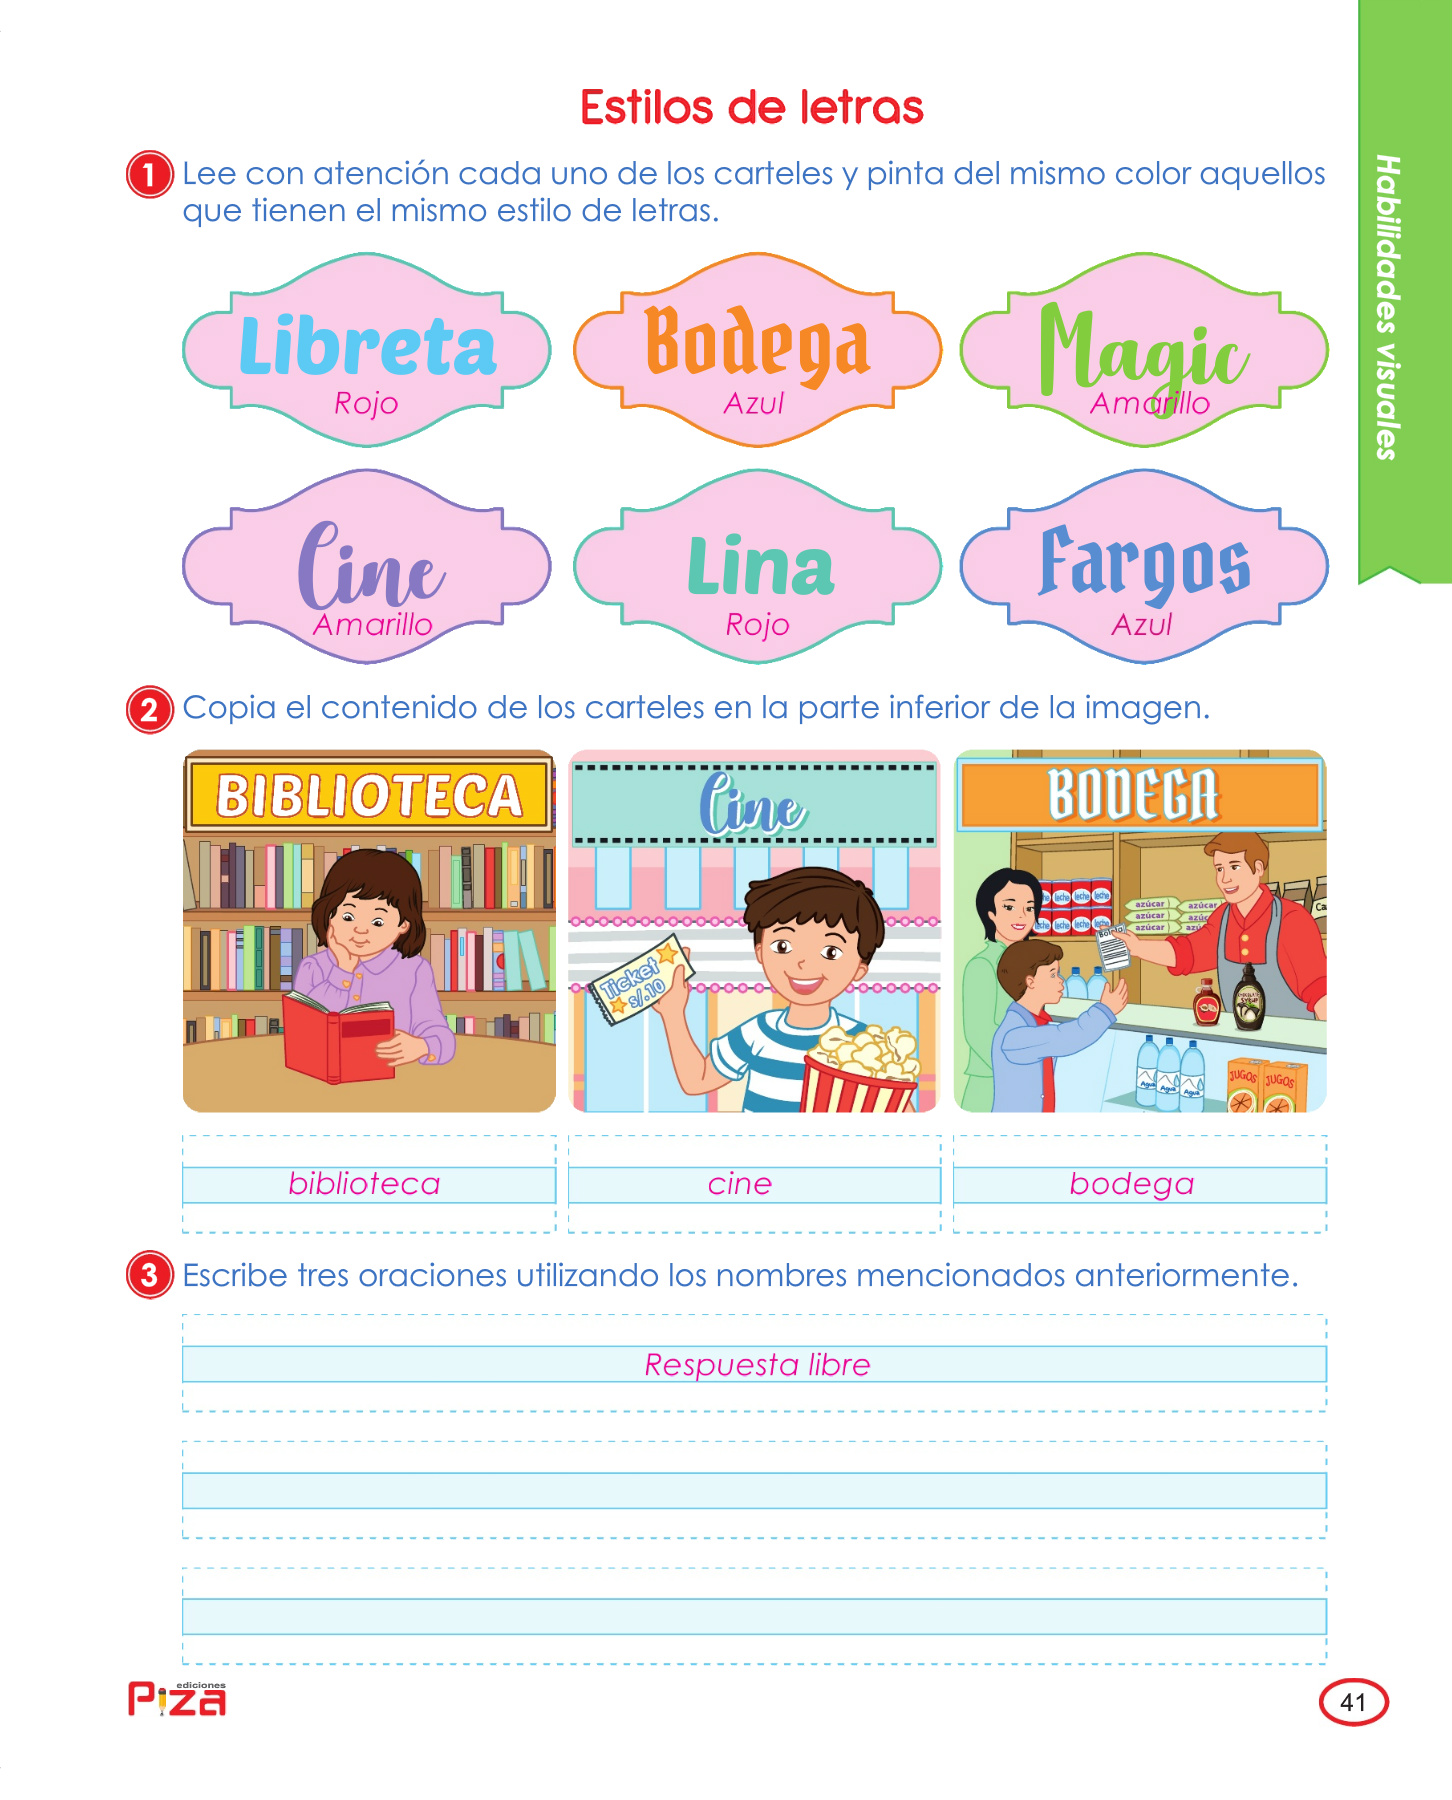 Estilos de letras
Habilidades visuales
1 Lee con atención cada uno de los carteles y pinta del mismo color aquellos
que tienen el mismo estilo de letras.
Libreta Bodega Magic
Rojo Azul Amarillo
Cine Lina Fargos
Amarillo Rojo Azul
2 Copia el contenido de los carteles en la parte inferior de la imagen.
BIBLIOTECA Cine BODEGA
leche leche leche
leche leche leche
azúcar azúcar
azúcar
azúcar
Boleta
Ticket
s/.10
SYRUP
Agua Agua Agua
JUGOS JUGOS
biblioteca cine bodega
3 Escribe tres oraciones utilizando los nombres mencionados anteriormente.
Respuesta libre
ediciones
PiZa
41